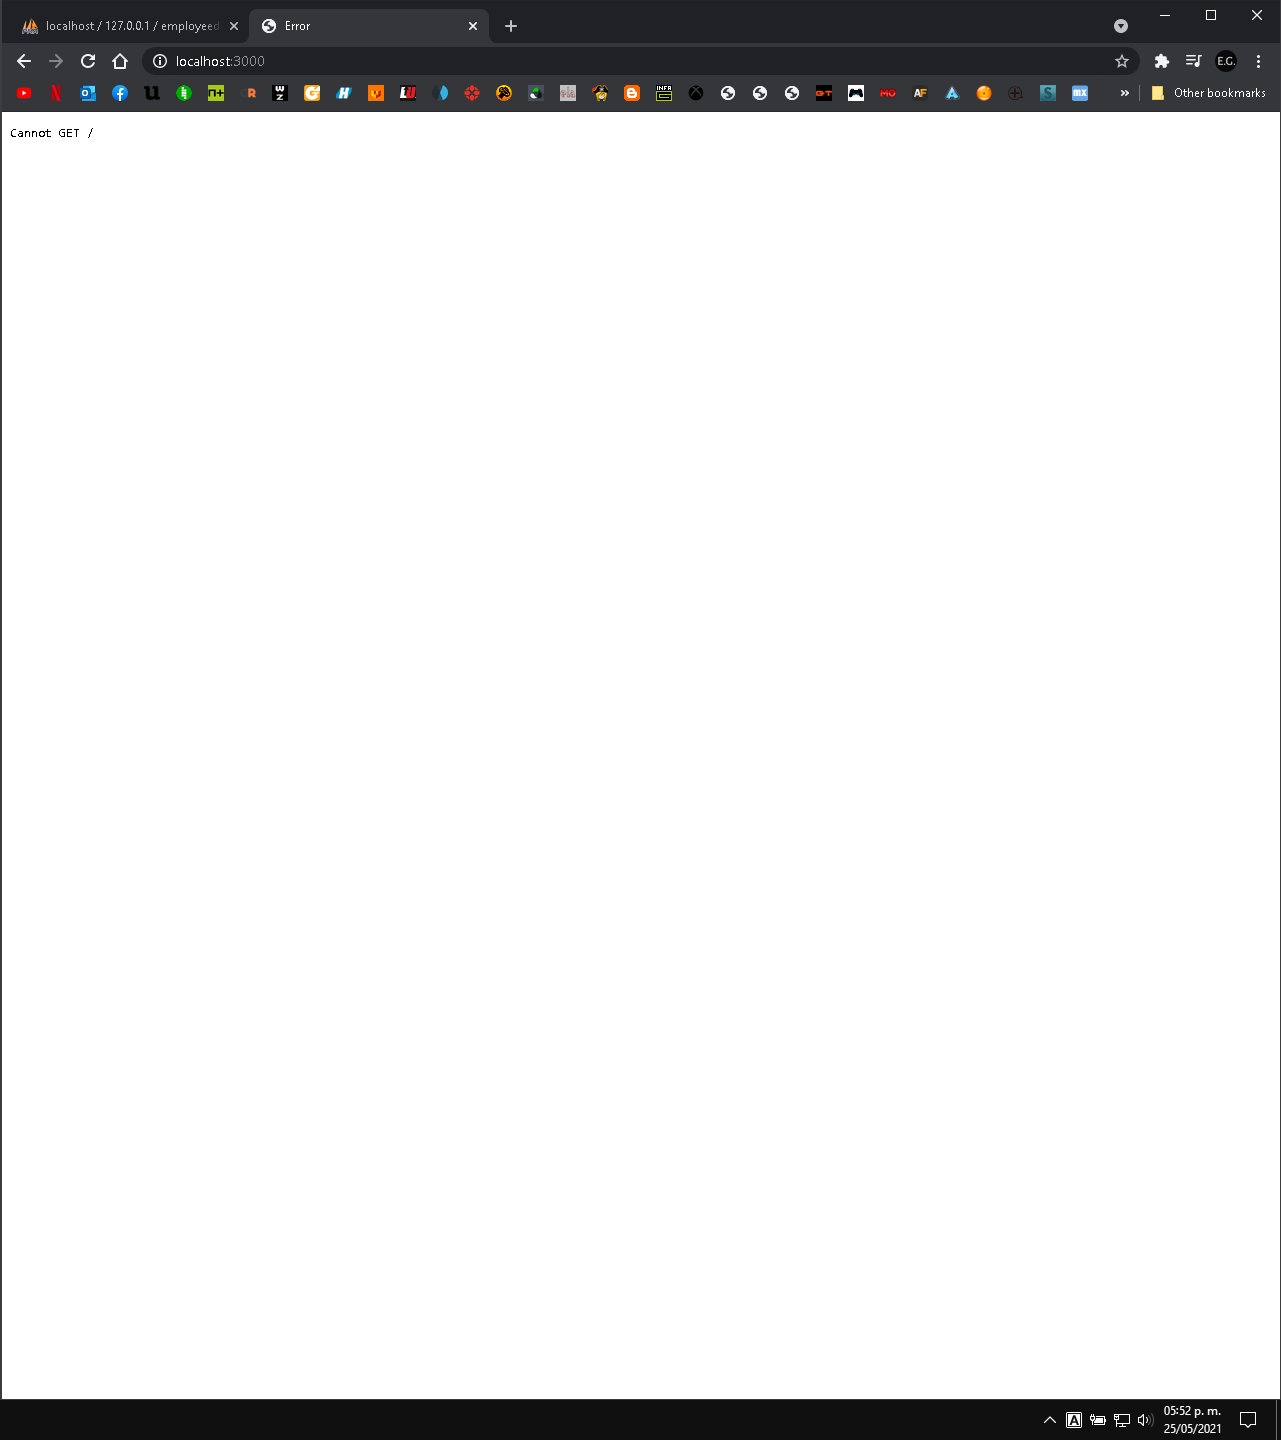 localhost / 127.0.0.1 / employeed
Error
localhost:3000
E.G.
Other bookmarks
Cannot GET /
05:52 p. m.
25/05/2021